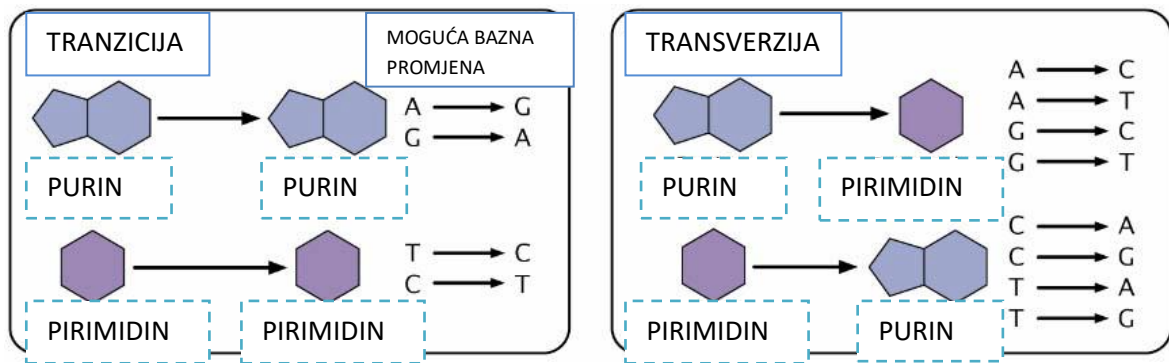 TRANZICIJA
MOGUĆA BAZNA
PROMJENA
A → G
G → A
PURIN
PURIN
T → C
C → T
PIRIMIDIN
PIRIMIDIN
TRANSVERZIJA
A → C
A → T
G → C
G → T
PURIN
PIRIMIDIN
C → A
C → G
T → A
T → G
PIRIMIDIN
PURIN